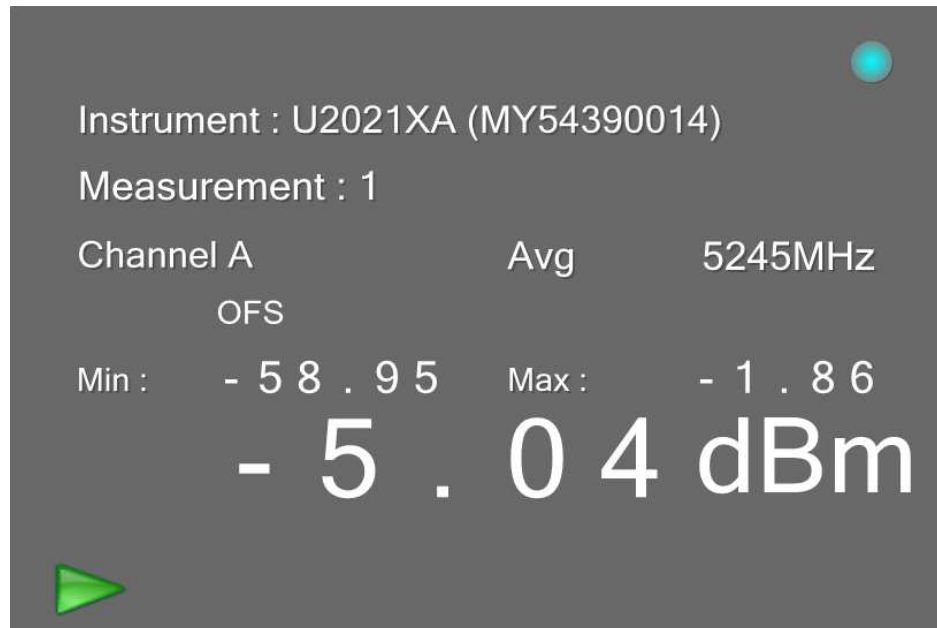 Instrument : U2021XA (MY54390014)
Measurement : 1
Channel A Avg 5245MHz
OFS
Min : -58.95 Max : -1.86
-5.04 dBm